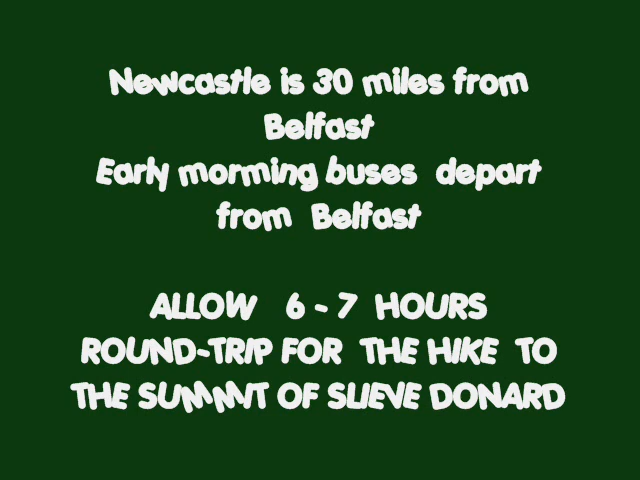 Newcastle is 30 miles from
Belfast
Early morming buses depart
from Belfast
ALLOW 6 - 7 HOURS
ROUND-TRIP FOR THE HIKE TO
THE SUMMIT OF SLIEVE DONARD